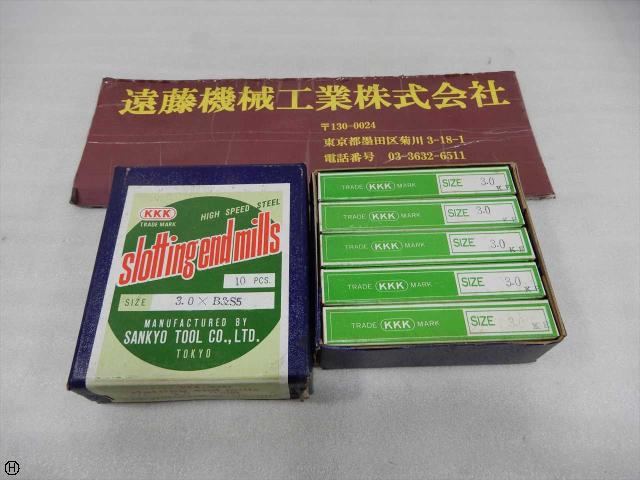 遠藤機械工業株式会社
〒130-0024
東京都墨田区菊川3-18-1
電話番号 03-3632-6511
KKK
TRADE MARK
HIGH SPEED STEEL
Slotting end mills
10 PCS.
SIZE 3.0 × B&S5
MANUFACTURED BY
SANKYO TOOL CO., LTD.
TOKYO
TRADE KKK MARK SIZE 3.0
TRADE KKK MARK SIZE 3.0
TRADE KKK MARK SIZE 3.0
TRADE KKK MARK SIZE 3.0
TRADE KKK MARK SIZE 3.0
H